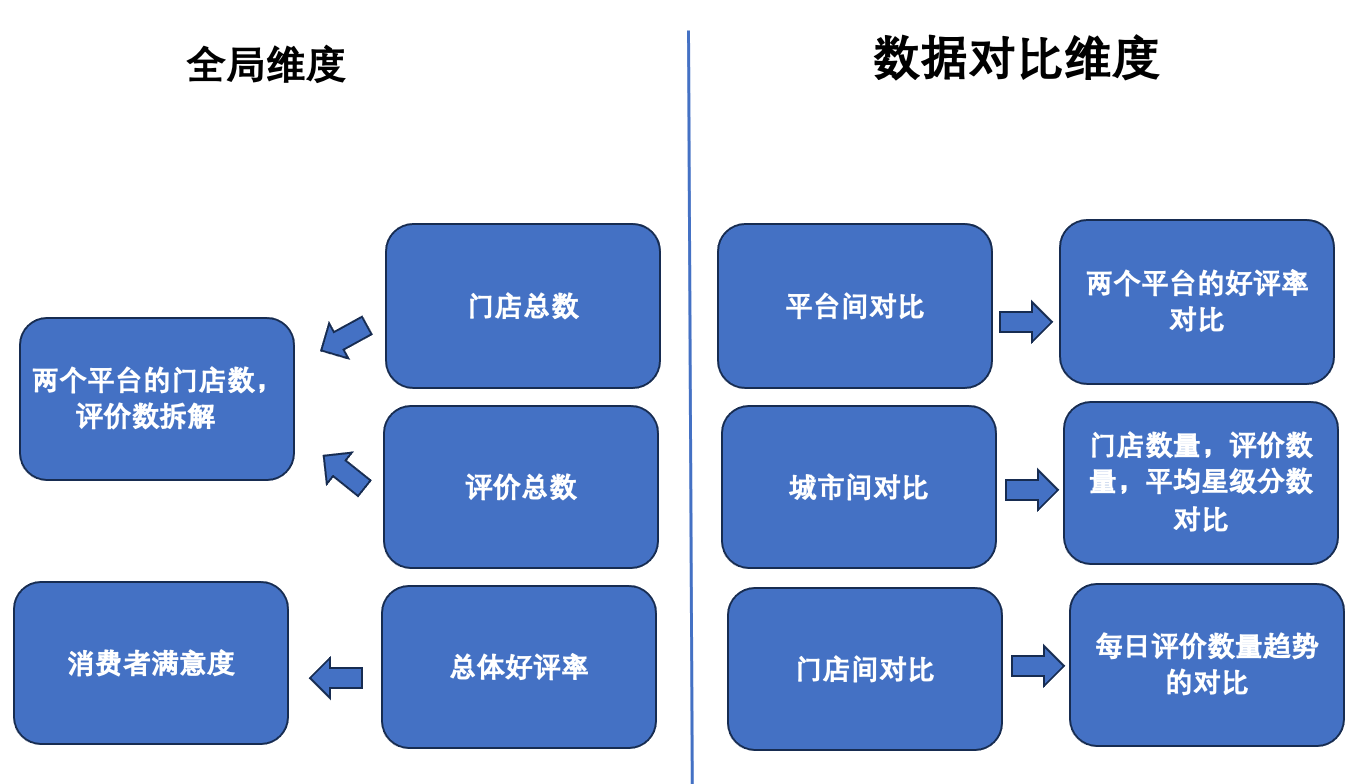 全局维度
数据对比维度
门店总数
两个平台的门店数，
评价数拆解
评价总数
消费者满意度
总体好评率
平台间对比
两个平台的好评率
对比
城市间对比
门店数量，评价数
量，平均星级分数
对比
门店间对比
每日评价数量趋势
的对比